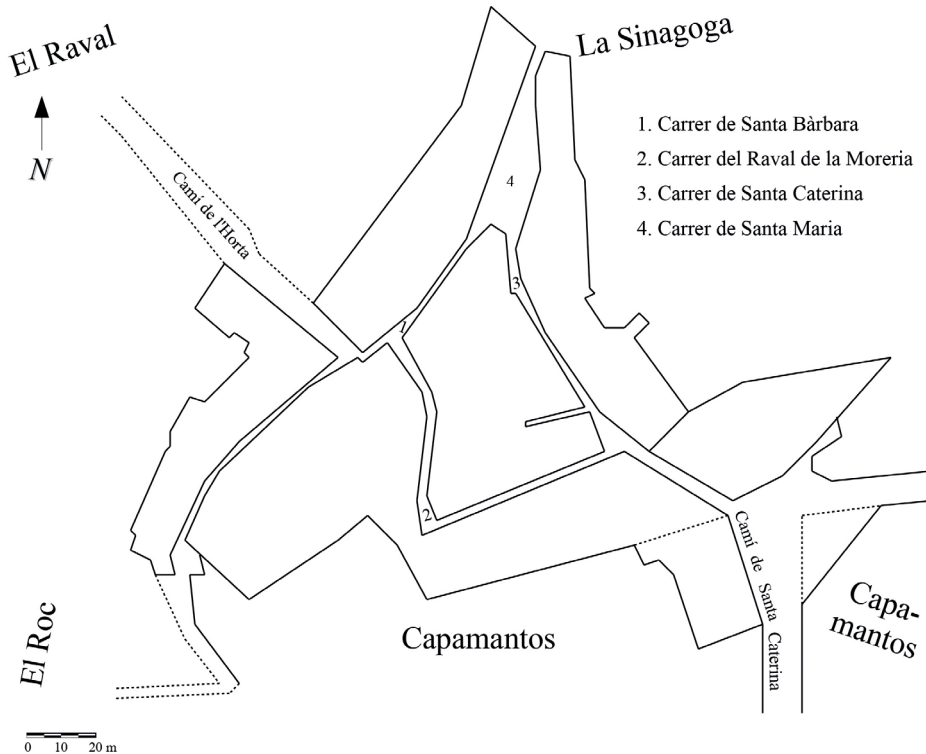 El Raval
La Sinagoga
N
1. Carrer de Santa Bàrbara
2. Carrer del Raval de la Moreria
3. Carrer de Santa Caterina
4. Carrer de Santa Maria
Camí de l'Horta
4
3
1
2
Camí de Santa Caterina
El Roc
Capamantos
Capa-
mantos
0 10 20 m